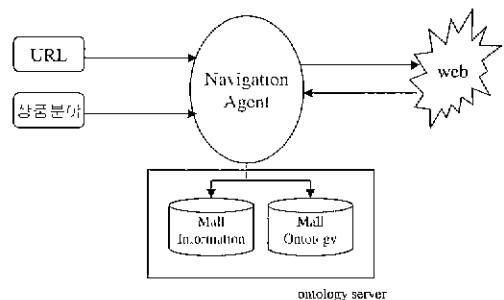 URL
Navigation
Agent
web
상품분야
Mall
Information
Mall
Ontology
ontology server